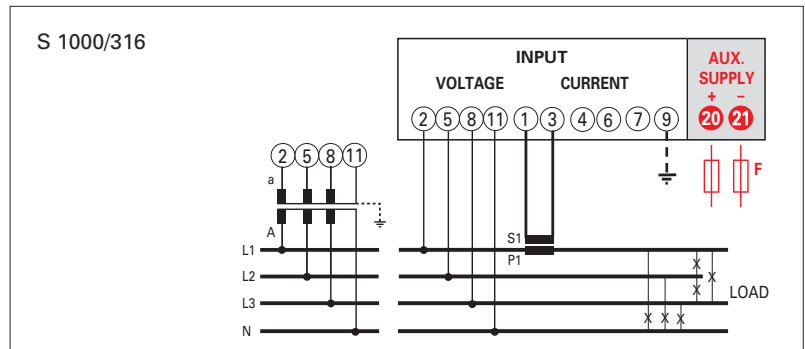 S 1000/316
INPUT
VOLTAGE CURRENT
AUX.
SUPPLY
+ –
2 5 8 11 1 3 4 6 7 9 20 21
F
2 5 8 11
a
A
S1
P1
L1
L2
L3
N
X X X X X X
LOAD